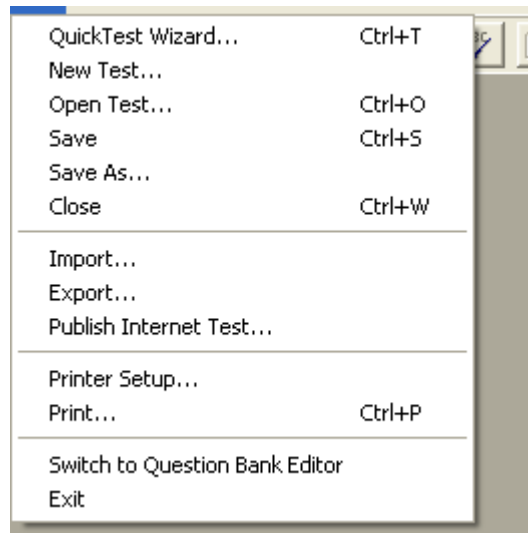 QuickTest Wizard... Ctrl+T
New Test...
Open Test... Ctrl+O
Save Ctrl+S
Save As...
Close Ctrl+W
Import...
Export...
Publish Internet Test...
Printer Setup...
Print... Ctrl+P
Switch to Question Bank Editor
Exit